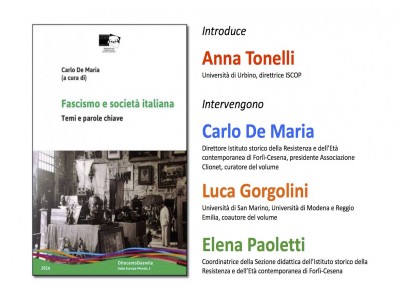 Carlo De Maria
(a cura di)
Fascismo e società italiana
Temi e parole chiave
OttocentoDuemila
Introduce
Anna Tonelli
Università di Urbino, direttrice ISCOP
Intervengono
Carlo De Maria
Direttore Istituto storico della Resistenza e dell'Età
contemporanea di Forlì-Cesena, presidente Associazione
Clionet, curatore del volume
Luca Gorgolini
Università di San Marino, Università di Modena e Reggio
Emilia, coautore del volume
Elena Paoletti
Coordinatrice della Sezione didattica dell'Istituto storico della
Resistenza e dell'Età contemporanea di Forlì-Cesena